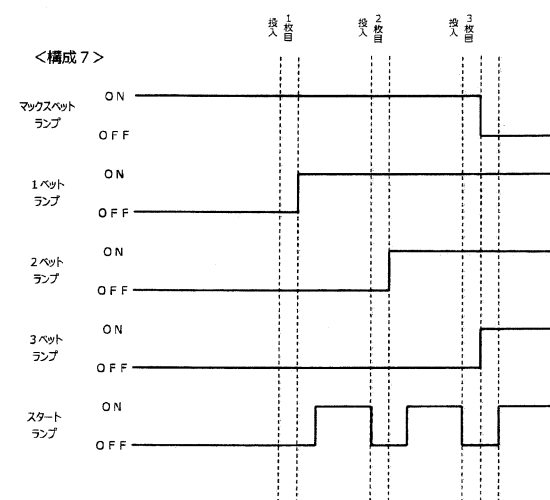 1枚目
投入
2枚目
投入
3枚目
投入
＜構成７＞
マックスベット
ランプ
ON
OFF
1ベット
ランプ
ON
OFF
2ベット
ランプ
ON
OFF
3ベット
ランプ
ON
OFF
スタート
ランプ
ON
OFF